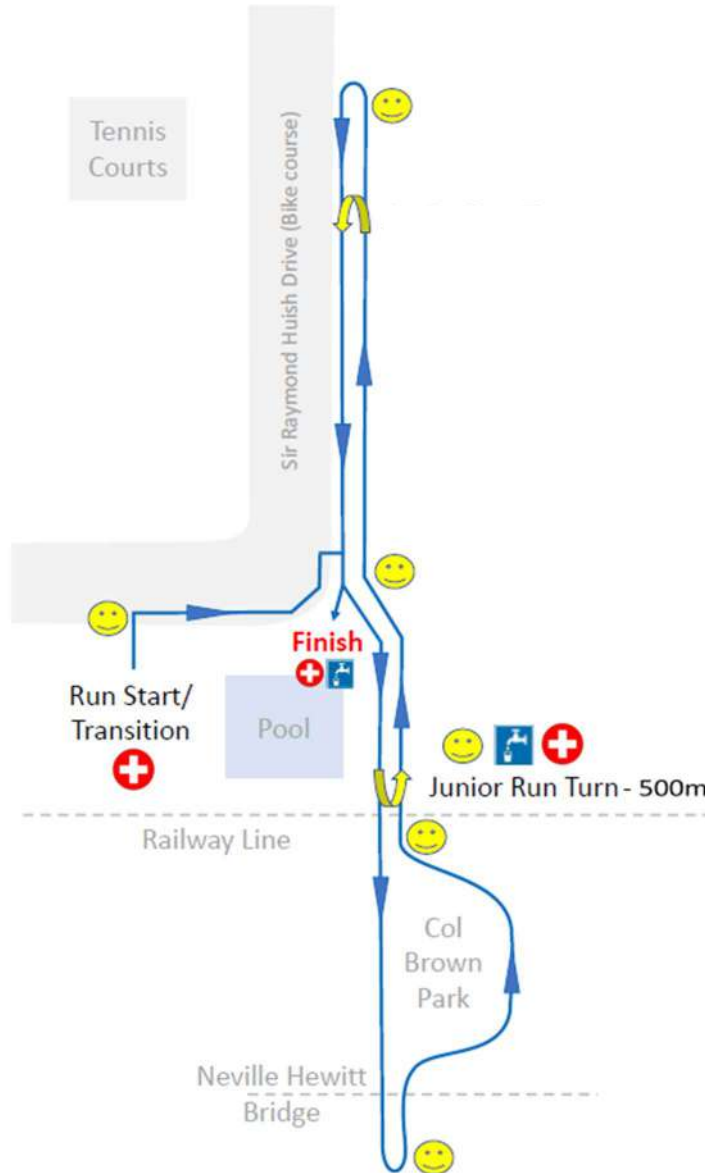 Tennis
Courts
Sir Raymond Huish Drive (Bike course)
Finish
Run Start/
Transition
Pool
Junior Run Turn - 500m
Railway Line
Col
Brown
Park
Neville Hewitt
Bridge